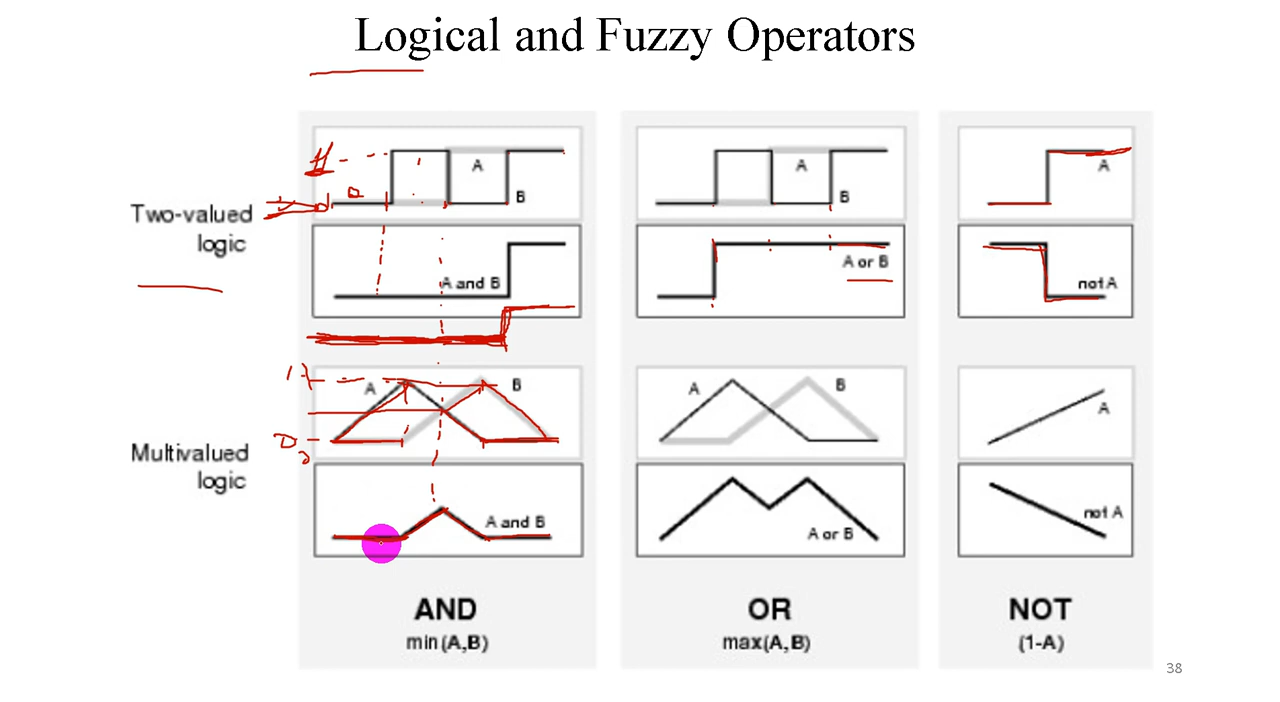 Logical and Fuzzy Operators
A
B
A
B
A
Two-valued
logic
A and B
A or B
not A
A
B
A
B
A
Multivalued
logic
A and B
A or B
not A
AND
OR
NOT
min(A,B)
max(A,B)
(1-A)
38